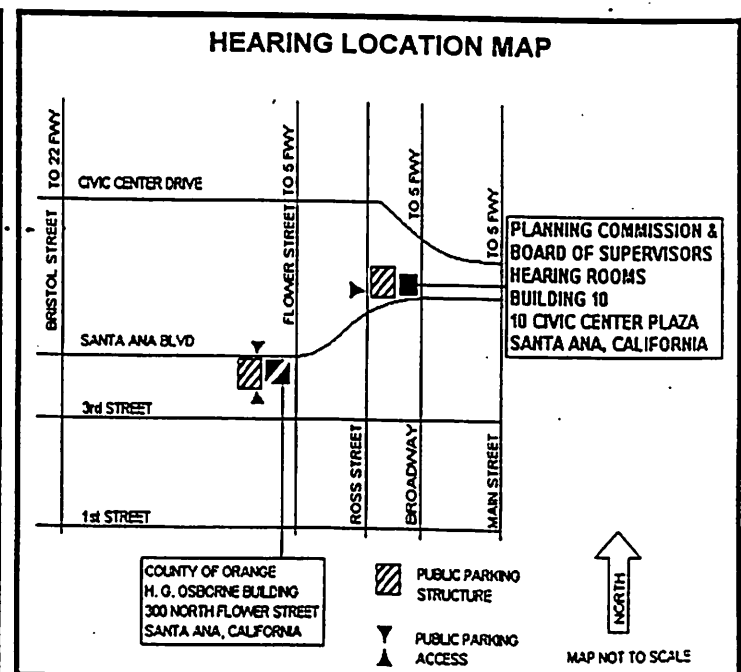 HEARING LOCATION MAP
BRISTOL STREET TO 22 FWY
CIVIC CENTER DRIVE
FLOWER STREET TO 5 FWY
TO 5 FWY
TO 5 FWY
PLANNING COMMISSION &
BOARD OF SUPERVISORS
HEARING ROOMS
BUILDING 10
10 CIVIC CENTER PLAZA
SANTA ANA, CALIFORNIA
SANTA ANA BLVD
3rd STREET
ROSS STREET
BROADWAY
MAIN STREET
1st STREET
COUNTY OF ORANGE
H. G. OSBORNE BUILDING
300 NORTH FLOWER STREET
SANTA ANA, CALIFORNIA
PUBLIC PARKING
STRUCTURE
PUBLIC PARKING
ACCESS
NORTH
MAP NOT TO SCALE